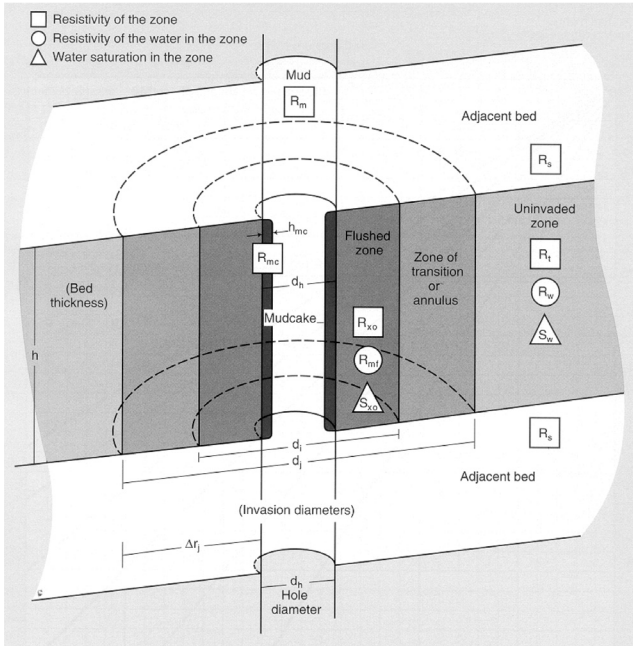 Resistivity of the zone
Resistivity of the water in the zone
Water saturation in the zone
Mud
Rm
Adjacent bed
Rs
Uninvaded
zone
Rt
Rw
Sw
hmc
Rmc
Flushed
zone
Zone of
transition
or
annulus
(Bed
thickness)
dh
Mudcake
Rxo
Rmf
Sxo
h
di
dj
Rs
Adjacent bed
(Invasion diameters)
Δrj
dh
Hole
diameter